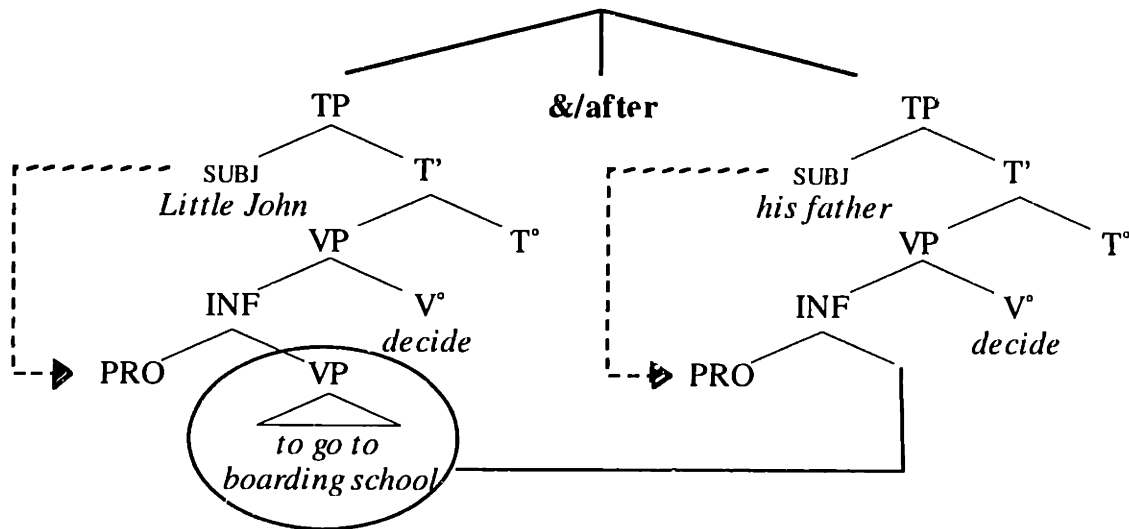 TP &/after TP
SUBJ T' SUBJ T'
Little John his father
VP T° VP T°
INF V° INF V°
decide decide
PRO VP PRO
to go to
boarding school